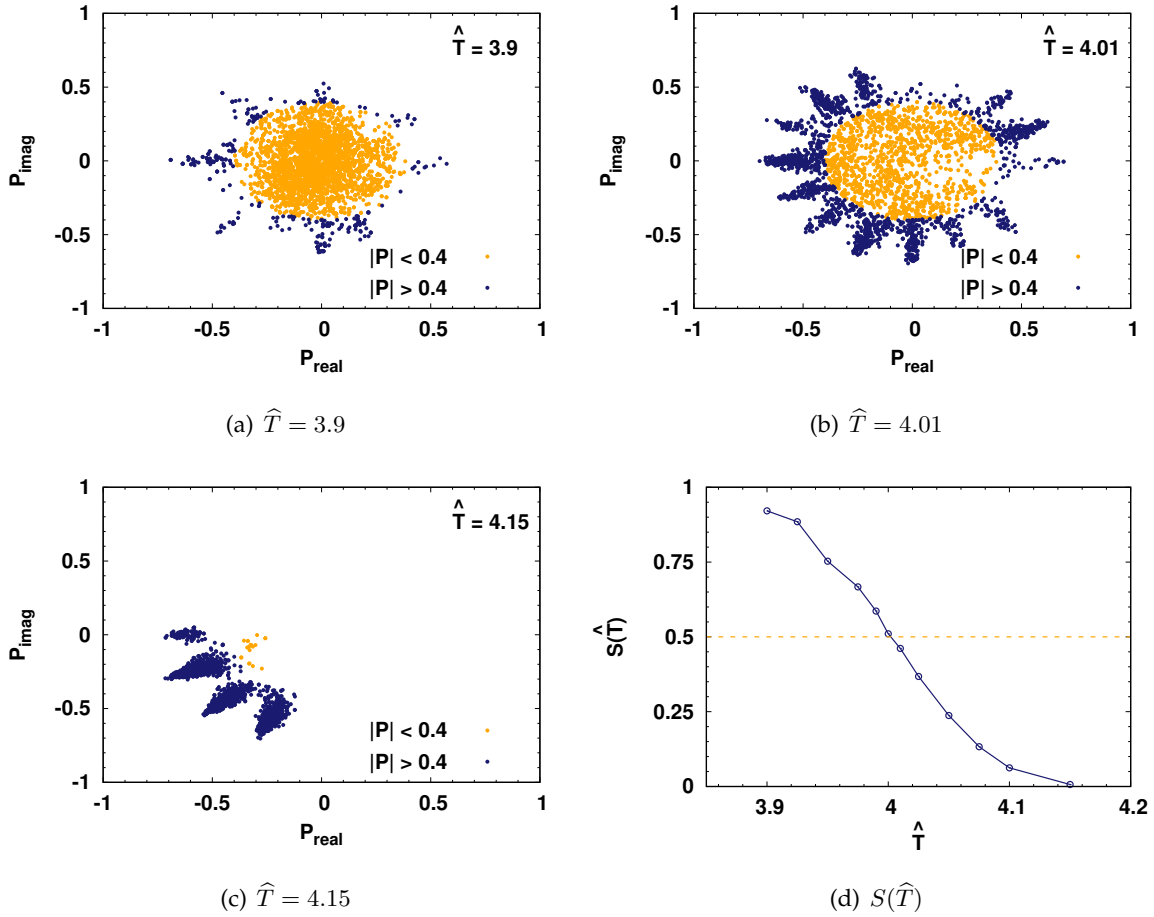 1
0.5
0
-0.5
-1
-1 -0.5 0 0.5 1
P_imag
P_real
T̂ = 3.9
|P| < 0.4
|P| > 0.4
(a) T̂ = 3.9
1
0.5
0
-0.5
-1
-1 -0.5 0 0.5 1
P_imag
P_real
T̂ = 4.01
|P| < 0.4
|P| > 0.4
(b) T̂ = 4.01
1
0.5
0
-0.5
-1
-1 -0.5 0 0.5 1
P_imag
P_real
T̂ = 4.15
|P| < 0.4
|P| > 0.4
(c) T̂ = 4.15
1
0.75
0.5
0.25
0
3.9 4 4.1 4.2
S(T̂)
T̂
(d) S(T̂)